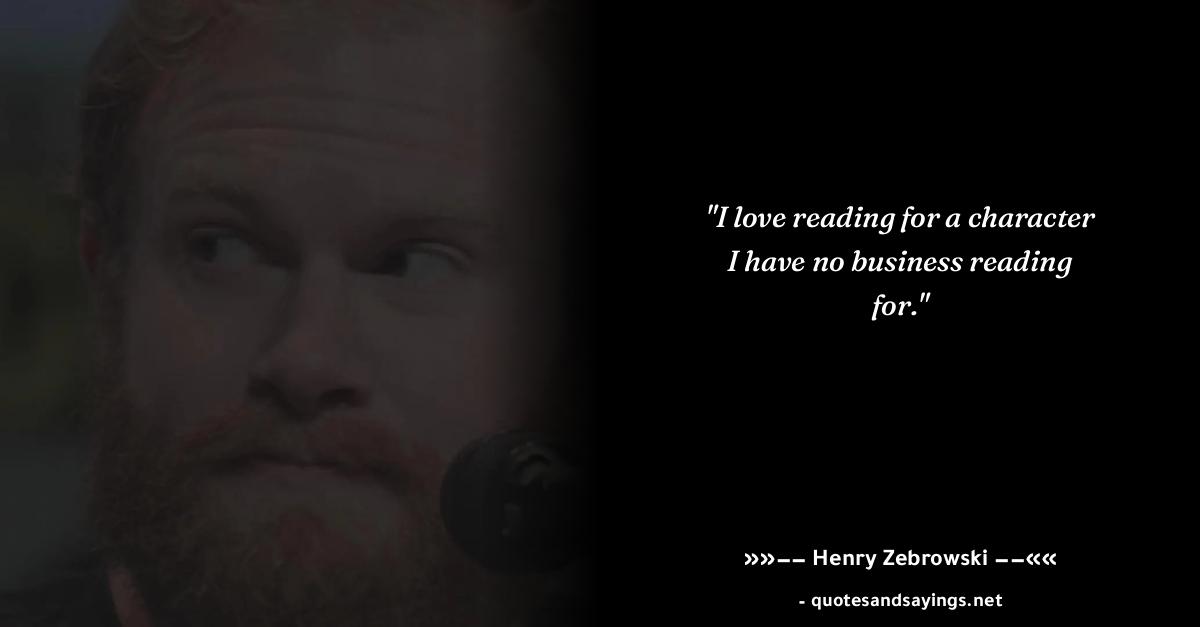 "I love reading for a character
I have no business reading
for."
»»–– Henry Zebrowski ––««
- quotesandsayings.net